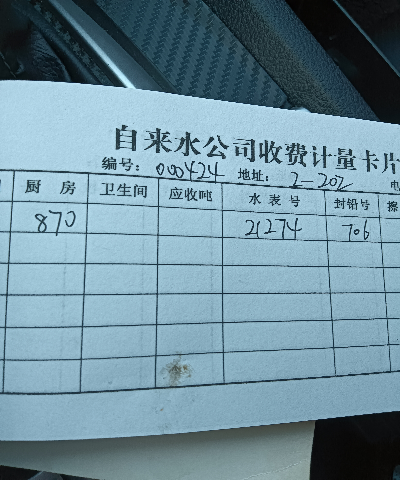 自来水公司收费计量卡片
编号: 000424 地址: 2-202
厨房 卫生间 应收吨 水表号 封铅号
870 21274 706